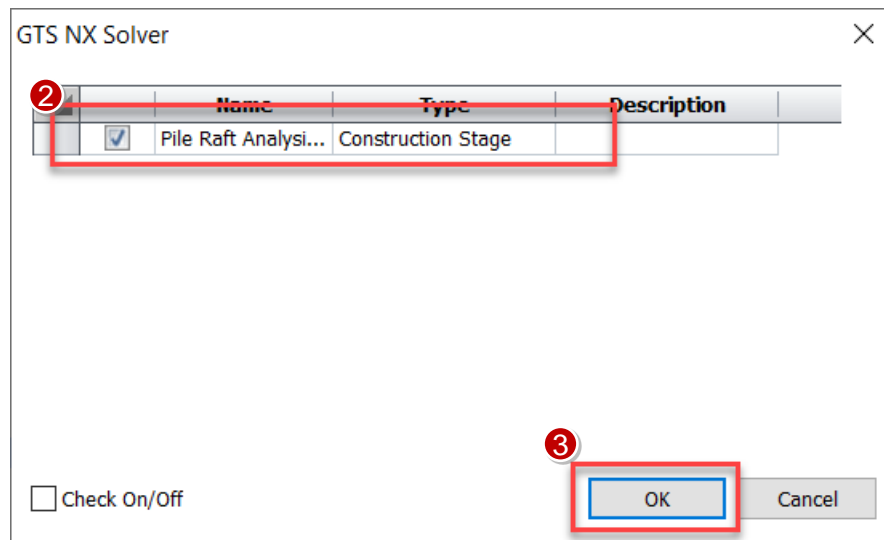 GTS NX Solver
2
Name Type Description
Pile Raft Analysi... Construction Stage
3
Check On/Off OK Cancel